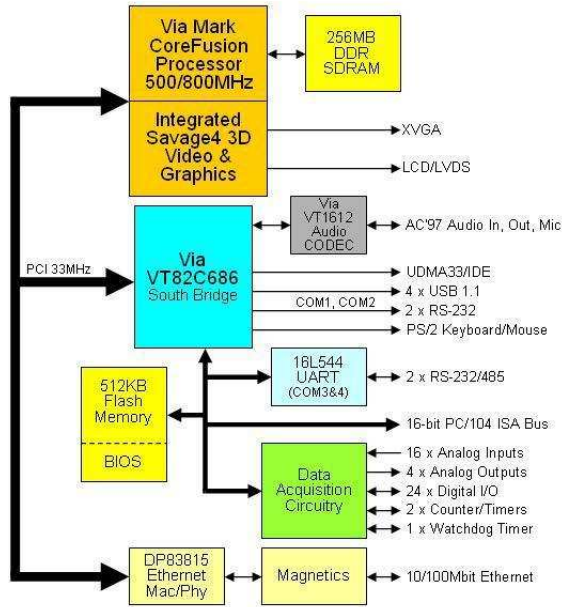 Via Mark
CoreFusion
Processor
500/800MHz
256MB
DDR
SDRAM
Integrated
Savage4 3D
Video &
Graphics
XVGA
LCD/LVDS
Via
VT1612
Audio
CODEC
AC'97 Audio In, Out, Mic
PCI 33MHz
Via
VT82C686
South Bridge
UDMA33/IDE
4 x USB 1.1
COM1, COM2
2 x RS-232
PS/2 Keyboard/Mouse
16L544
UART
(COM3&4)
2 x RS-232/485
512KB
Flash
Memory
BIOS
16-bit PC/104 ISA Bus
Data
Acquisition
Circuitry
16 x Analog Inputs
4 x Analog Outputs
24 x Digital I/O
2 x Counter/Timers
1 x Watchdog Timer
DP83815
Ethernet
Mac/Phy
Magnetics
10/100Mbit Ethernet